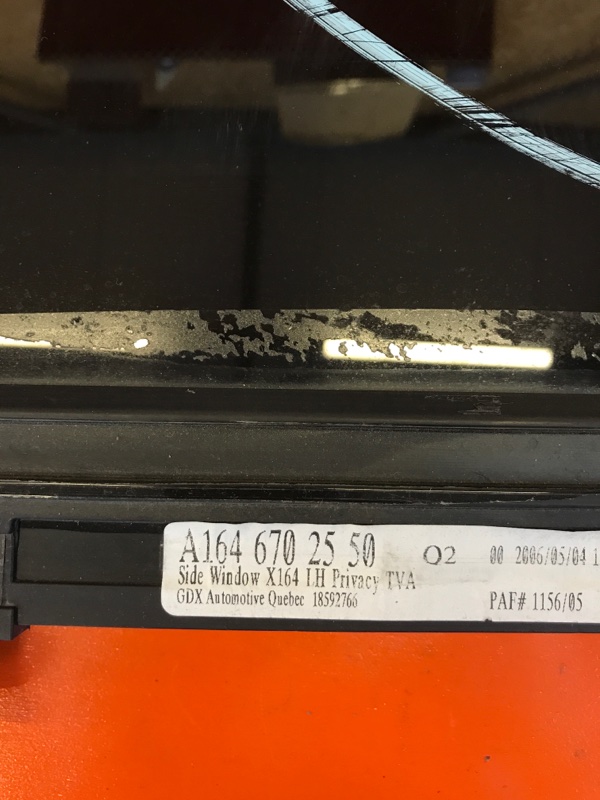 A164 670 25 50 Q2 00 2006/05/04 1
Side Window X164 LH Privacy TVA
GDX Automotive Quebec 18592766 PAF# 1156/05